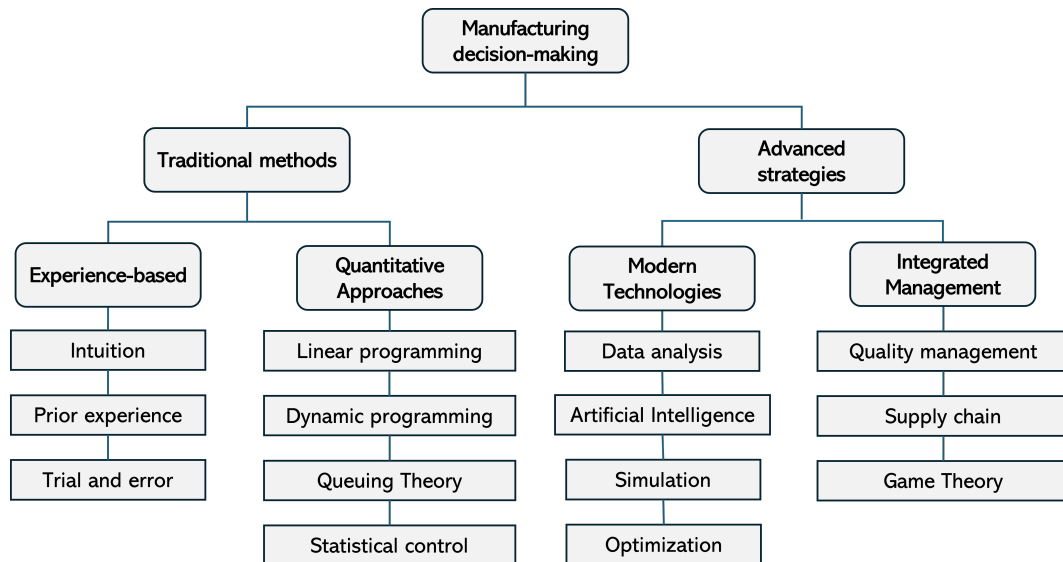 Manufacturing
decision-making
Traditional methods
Advanced
strategies
Experience-based
Quantitative
Approaches
Modern
Technologies
Integrated
Management
Intuition
Linear programming
Data analysis
Quality management
Prior experience
Dynamic programming
Artificial Intelligence
Supply chain
Trial and error
Queuing Theory
Simulation
Game Theory
Statistical control
Optimization